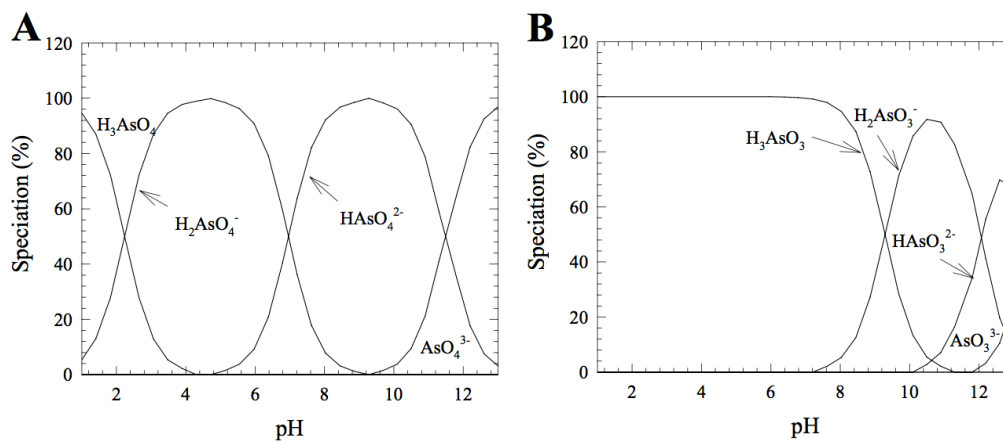 A
Speciation (%)
120
100
80
60
40
20
0
H₃AsO₄
H₂AsO₄⁻
HAsO₄²⁻
AsO₄³⁻
2 4 6 8 10 12
pH
B
Speciation (%)
120
100
80
60
40
20
0
H₂AsO₃⁻
H₃AsO₃
HAsO₃²⁻
AsO₃³⁻
2 4 6 8 10 12
pH